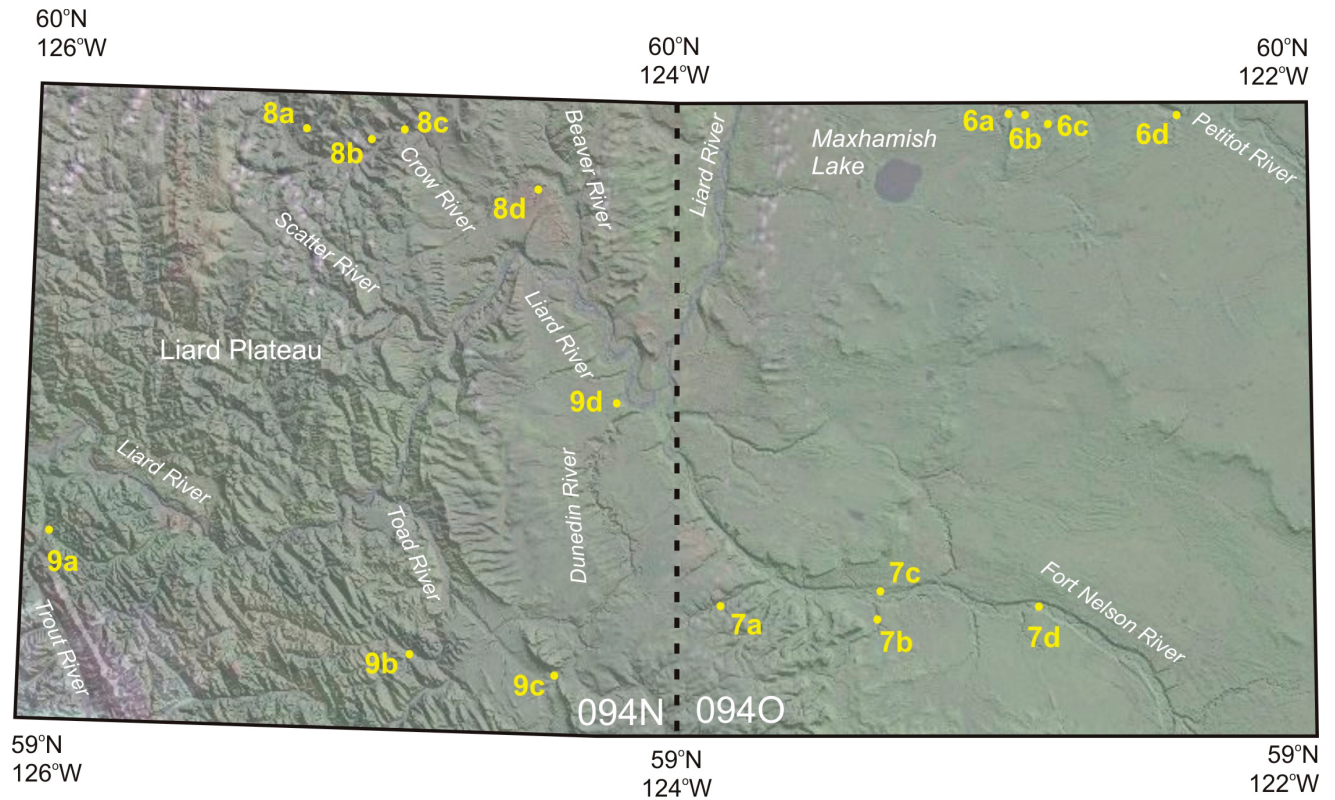 60°N
126°W
60°N
124°W
60°N
122°W
8a
8b
8c
Crow River
Beaver River
8d
Scatter River
Liard River
Maxhamish
Lake
6a
6b
6c
6d
Petitot River
Liard River
Liard Plateau
9d
Liard River
Toad River
Dunedin River
9a
Trout River
9b
9c
7a
7b
7c
7d
Fort Nelson River
094N
094O
59°N
126°W
59°N
124°W
59°N
122°W